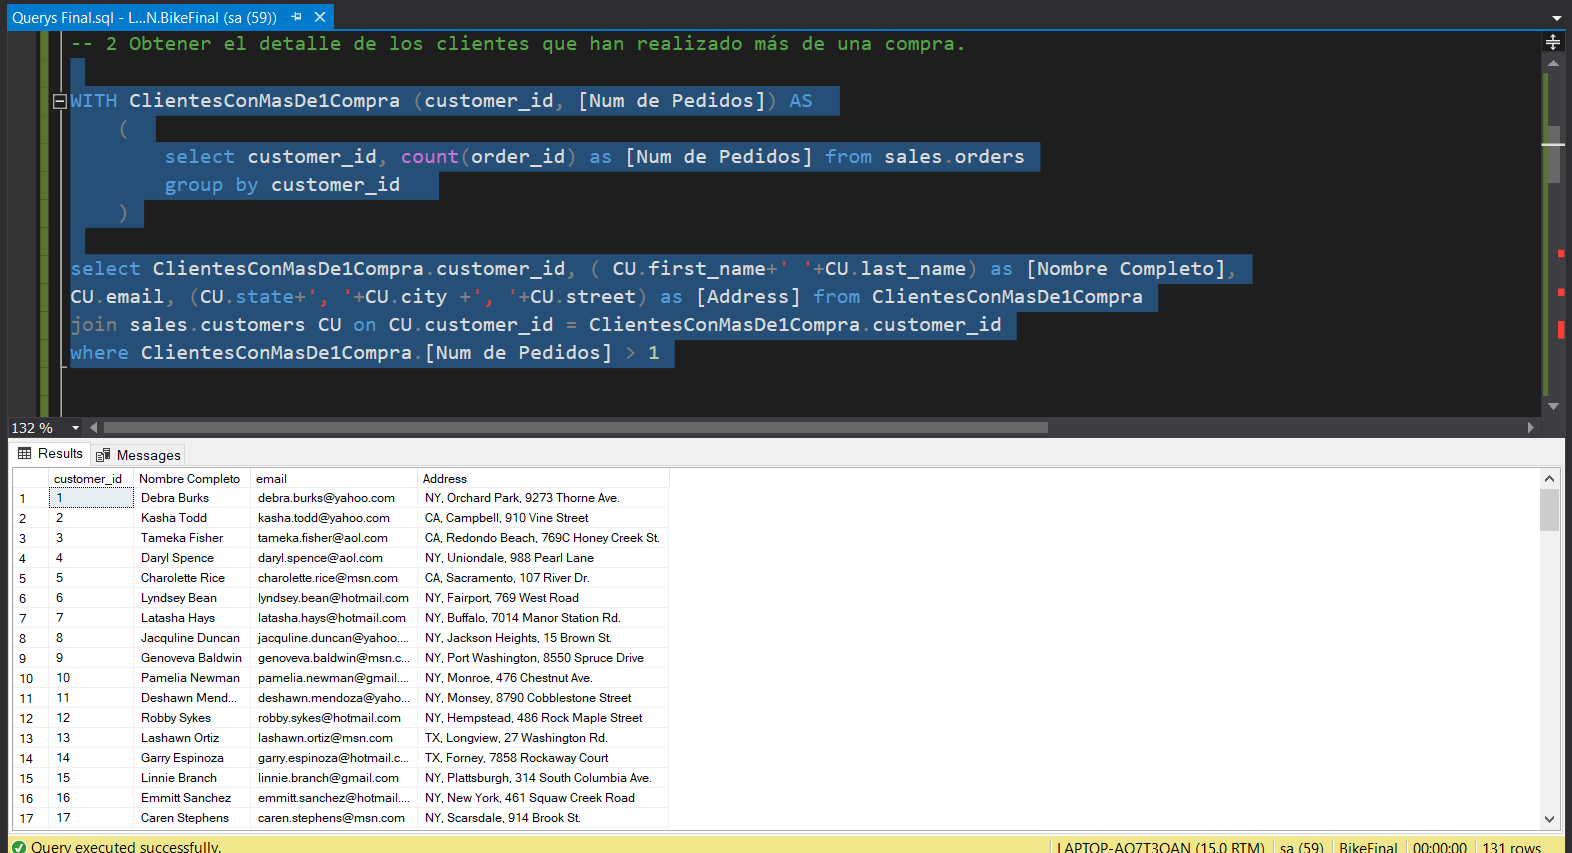 Querys Final.sql - L...N.BikeFinal (sa (59))
-- 2 Obtener el detalle de los clientes que han realizado más de una compra.
WITH ClientesConMasDe1Compra (customer_id, [Num de Pedidos]) AS
(
select customer_id, count(order_id) as [Num de Pedidos] from sales.orders
group by customer_id
)
select ClientesConMasDe1Compra.customer_id, ( CU.first_name+' '+CU.last_name) as [Nombre Completo],
CU.email, (CU.state+', '+CU.city +', '+CU.street) as [Address] from ClientesConMasDe1Compra
join sales.customers CU on CU.customer_id = ClientesConMasDe1Compra.customer_id
where ClientesConMasDe1Compra.[Num de Pedidos] > 1
132 %
Results Messages
customer_id Nombre Completo email Address
1 1 Debra Burks debra.burks@yahoo.com NY, Orchard Park, 9273 Thorne Ave.
2 2 Kasha Todd kasha.todd@yahoo.com CA, Campbell, 910 Vine Street
3 3 Tameka Fisher tameka.fisher@aol.com CA, Redondo Beach, 769C Honey Creek St.
4 4 Daryl Spence daryl.spence@aol.com NY, Uniondale, 988 Pearl Lane
5 5 Charolette Rice charolette.rice@msn.com CA, Sacramento, 107 River Dr.
6 6 Lyndsey Bean lyndsey.bean@hotmail.com NY, Fairport, 769 West Road
7 7 Latasha Hays latasha.hays@hotmail.com NY, Buffalo, 7014 Manor Station Rd.
8 8 Jacquline Duncan jacquline.duncan@yahoo.... NY, Jackson Heights, 15 Brown St.
9 9 Genoveva Baldwin genoveva.baldwin@msn.c... NY, Port Washington, 8550 Spruce Drive
10 10 Pamelia Newman pamelia.newman@gmail.... NY, Monroe, 476 Chestnut Ave.
11 11 Deshawn Mend... deshawn.mendoza@yaho... NY, Monsey, 8790 Cobblestone Street
12 12 Robby Sykes robby.sykes@hotmail.com NY, Hempstead, 486 Rock Maple Street
13 13 Lashawn Ortiz lashawn.ortiz@msn.com TX, Longview, 27 Washington Rd.
14 14 Garry Espinoza garry.espinoza@hotmail.c... TX, Forney, 7858 Rockaway Court
15 15 Linnie Branch linnie.branch@gmail.com NY, Plattsburgh, 314 South Columbia Ave.
16 16 Emmitt Sanchez emmitt.sanchez@hotmail.... NY, New York, 461 Squaw Creek Road
17 17 Caren Stephens caren.stephens@msn.com NY, Scarsdale, 914 Brook St.
Query executed successfully. LAPTOP-AO7T3OAN (15.0 RTM) sa (59) BikeFinal 00:00:00 131 rows